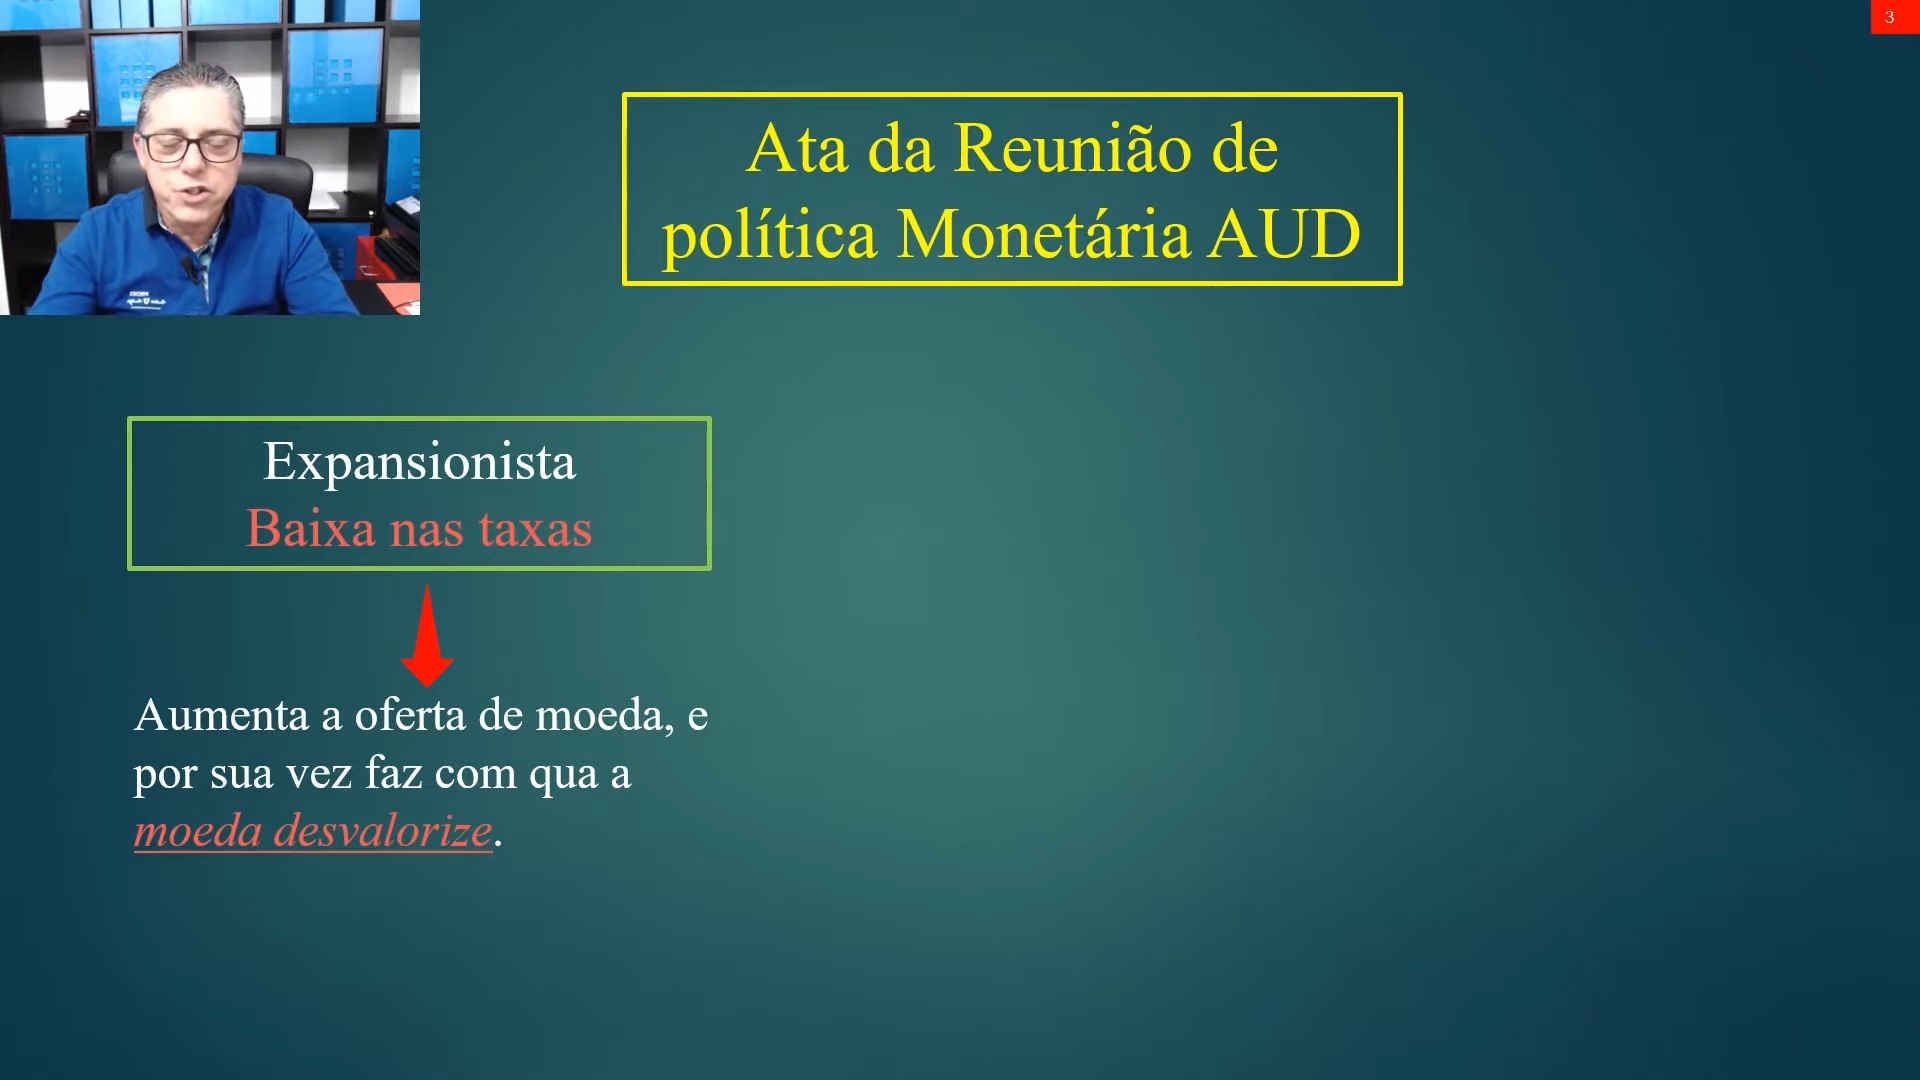 3
Ata da Reunião de
política Monetária AUD
Expansionista
Baixa nas taxas
Aumenta a oferta de moeda, e
por sua vez faz com qua a
moeda desvalorize.